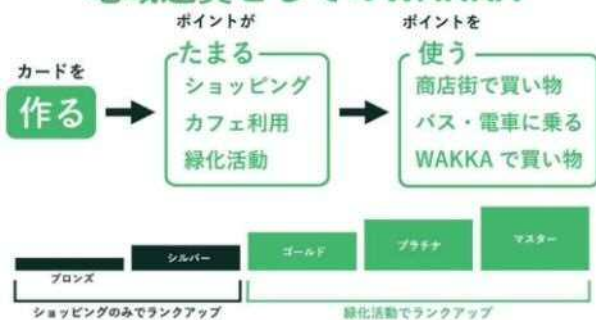 ポイントが
ポイントを
カードを
作る
たまる
ショッピング
カフェ利用
緑化活動
使う
商店街で買い物
バス・電車に乗る
WAKKAで買い物
ブロンズ
シルバー
ゴールド
プラチナ
マスター
ショッピングのみでランクアップ
緑化活動でランクアップ